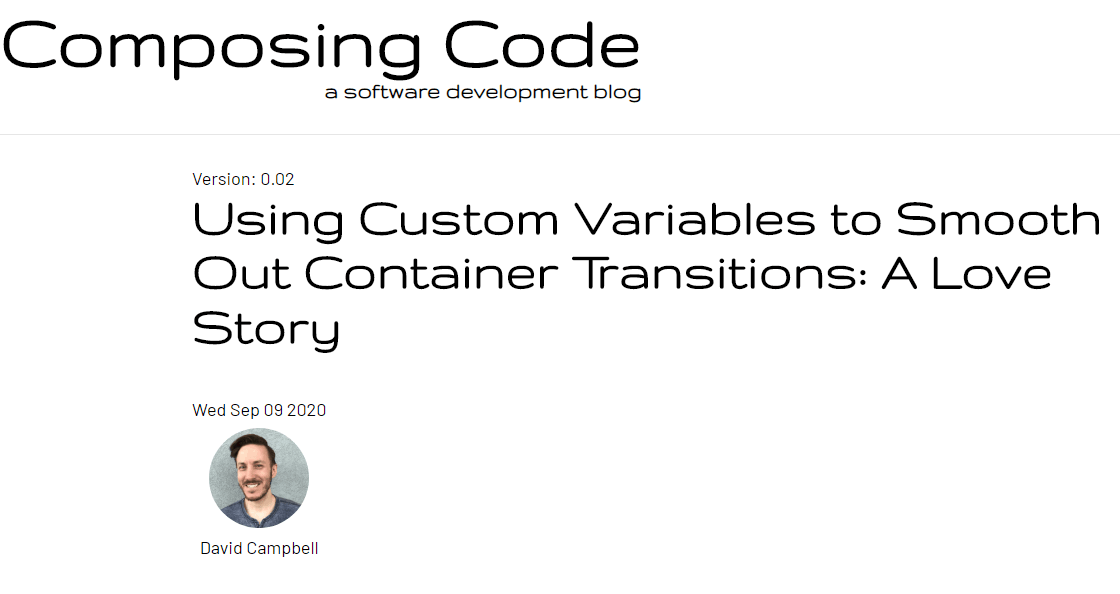 Composing Code
a software development blog
Version: 0.02
Using Custom Variables to Smooth
Out Container Transitions: A Love
Story
Wed Sep 09 2020
David Campbell